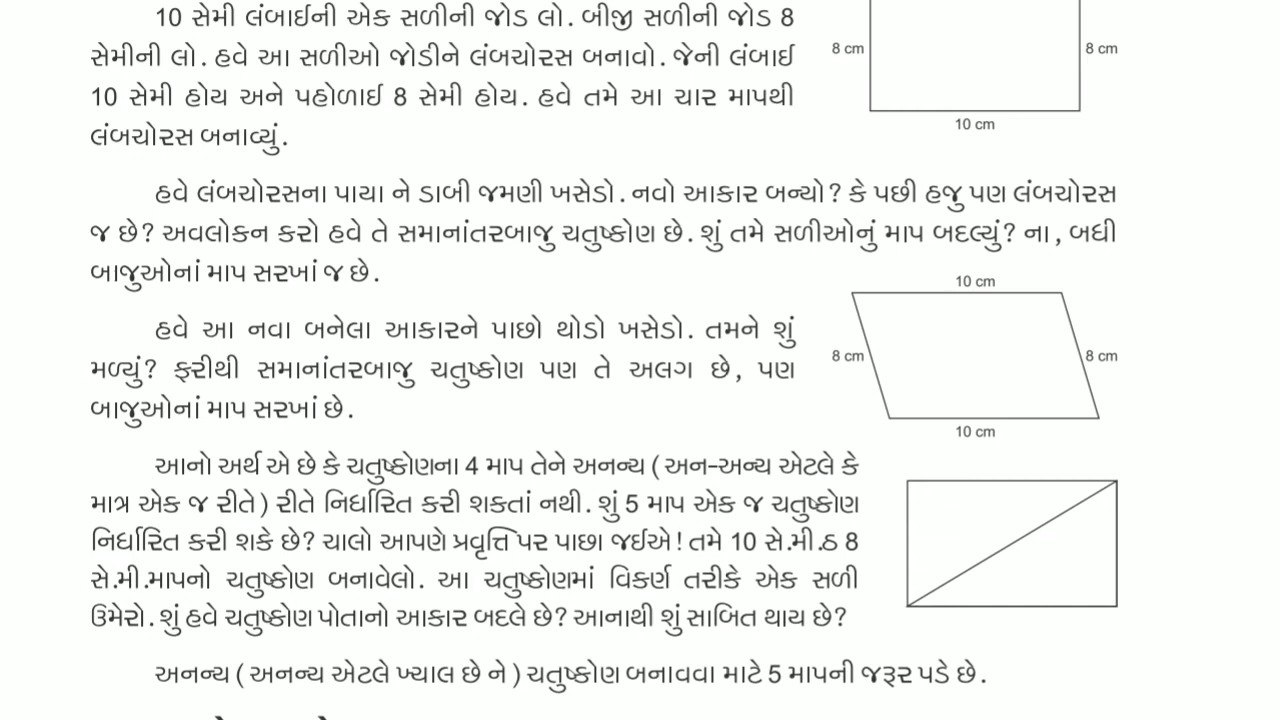 10 સેમી લંબાઈની એક સળીની જોડ લો. બીજી સળીની જોડ 8
સેમીની લો. હવે આ સળીઓ જોડીને લંબચોરસ બનાવો. જેની લંબાઈ
10 સેમી હોય અને પહોળાઈ 8 સેમી હોય. હવે તમે આ ચાર માપથી
લંબચોરસ બનાવ્યું.
8 cm
8 cm
10 cm
હવે લંબચોરસના પાયા ને ડાબી જમણી ખસેડો. નવો આકાર બન્યો? કે પછી હજુ પણ લંબચોરસ
જ છે? અવલોકન કરો હવે તે સમાનાંતરબાજુ ચતુષ્કોણ છે. શું તમે સળીઓનું માપ બદલ્યું? ના, બધી
બાજુઓનાં માપ સરખાં જ છે.
10 cm
હવે આ નવા બનેલા આકારને પાછો થોડો ખસેડો. તમને શું
મળ્યું? ફરીથી સમાનાંતરબાજુ ચતુષ્કોણ પણ તે અલગ છે, પણ
બાજુઓનાં માપ સરખાં છે.
8 cm
8 cm
10 cm
આનો અર્થ એ છે કે ચતુષ્કોણના 4 માપ તેને અનન્ય (અન-અન્ય એટલે કે
માત્ર એક જ રીતે) રીતે નિર્ધારિત કરી શકતાં નથી. શું 5 માપ એક જ ચતુષ્કોણ
નિર્ધારિત કરી શકે છે? ચાલો આપણે પ્રવૃત્તિ પર પાછા જઈએ! તમે 10 સે.મી.ઠ 8
સે.મી.માપનો ચતુષ્કોણ બનાવેલો. આ ચતુષ્કોણમાં વિકર્ણ તરીકે એક સળી
ઉમેરો. શું હવે ચતુષ્કોણ પોતાનો આકાર બદલે છે? આનાથી શું સાબિત થાય છે?
અનન્ય (અનન્ય એટલે ખ્યાલ છે ને) ચતુષ્કોણ બનાવવા માટે 5 માપની જરૂર પડે છે.